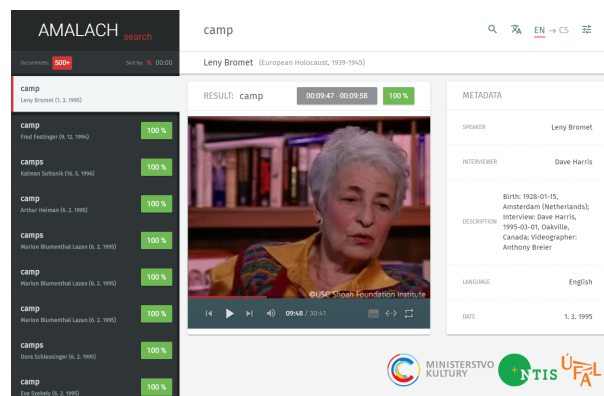 AMALACH search
Occurrences: 500+ Sort by: % 00:00
camp
Leny Bromet (1. 3. 1995)
camp
Fred Festinger (9. 12. 1994)
100 %
camps
Kalmon Sultanik (16. 5. 1996)
100 %
camp
Arthur Heiman (6. 2. 1995)
100 %
camps
Marion Blumenthal Lazan (6. 2. 1995)
100 %
camp
Marion Blumenthal Lazan (6. 2. 1995)
100 %
camp
Marion Blumenthal Lazan (6. 2. 1995)
100 %
camps
Dora Schlessinger (6. 2. 1995)
100 %
camp
Eva Szekely (6. 2. 1995)
100 %
camp
EN → CS
Leny Bromet (European Holocaust, 1939-1945)
RESULT: camp 00:09:47 - 00:09:58 100 %
©USC Shoah Foundation Institute
09:48 / 30:41
METADATA
SPEAKER Leny Bromet
INTERVIEWER Dave Harris
DESCRIPTION
Birth: 1928-01-15,
Amsterdam (Netherlands);
Interview: Dave Harris,
1995-03-01, Oakville,
Canada; Videographer:
Anthony Breier
LANGUAGE English
DATE 1. 3. 1995
MINISTERSTVO
KULTURY
NTIS
ÚFAL